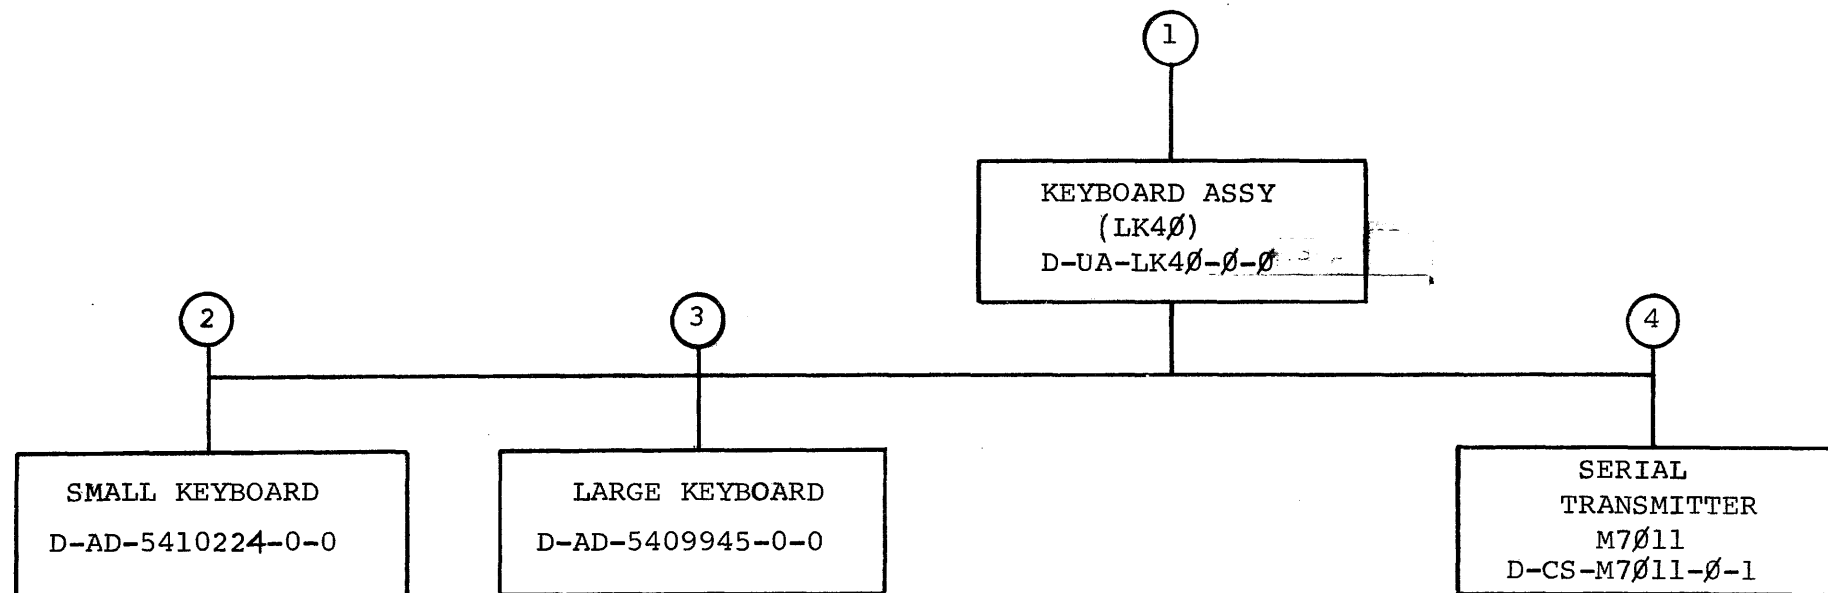 1
KEYBOARD ASSY
(LK4Ø)
D-UA-LK4Ø-Ø-Ø
2
3
4
SMALL KEYBOARD
D-AD-5410224-0-0
LARGE KEYBOARD
D-AD-5409945-0-0
SERIAL
TRANSMITTER
M7Ø11
D-CS-M7Ø11-Ø-1